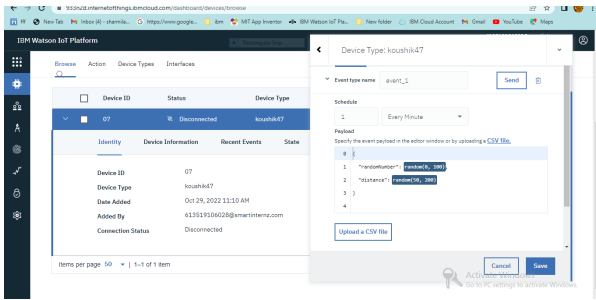 933n2d.internetofthings.ibmcloud.com/dashboard/devices/browse
New Tab
Inbox (4) - sharmila...
https://www.google...
ibm
MIT App Inventor
IBM Watson IoT Pla...
New folder
IBM Cloud Account
Gmail
YouTube
Maps
IBM Watson IoT Platform
Browse Action Device Types Interfaces
Device ID Status Device Type
07 Disconnected koushik47
Identity Device Information Recent Events State
Device ID 07
Device Type koushik47
Date Added Oct 29, 2022 11:10 AM
Added By 613519106028@smartinternz.com
Connection Status Disconnected
Items per page 50 | 1–1 of 1 item
Device Type: koushik47
Event type name event_1 Send
Schedule
1 Every Minute
Payload
Specify the event payload in the editor window or by uploading a CSV file.
0 {
1 "randomNumber": random(0, 100)
2 "distance": random(50, 300)
3 }
4
Upload a CSV file
Cancel Save
Activate Windows
Go to PC settings to activate Windows.